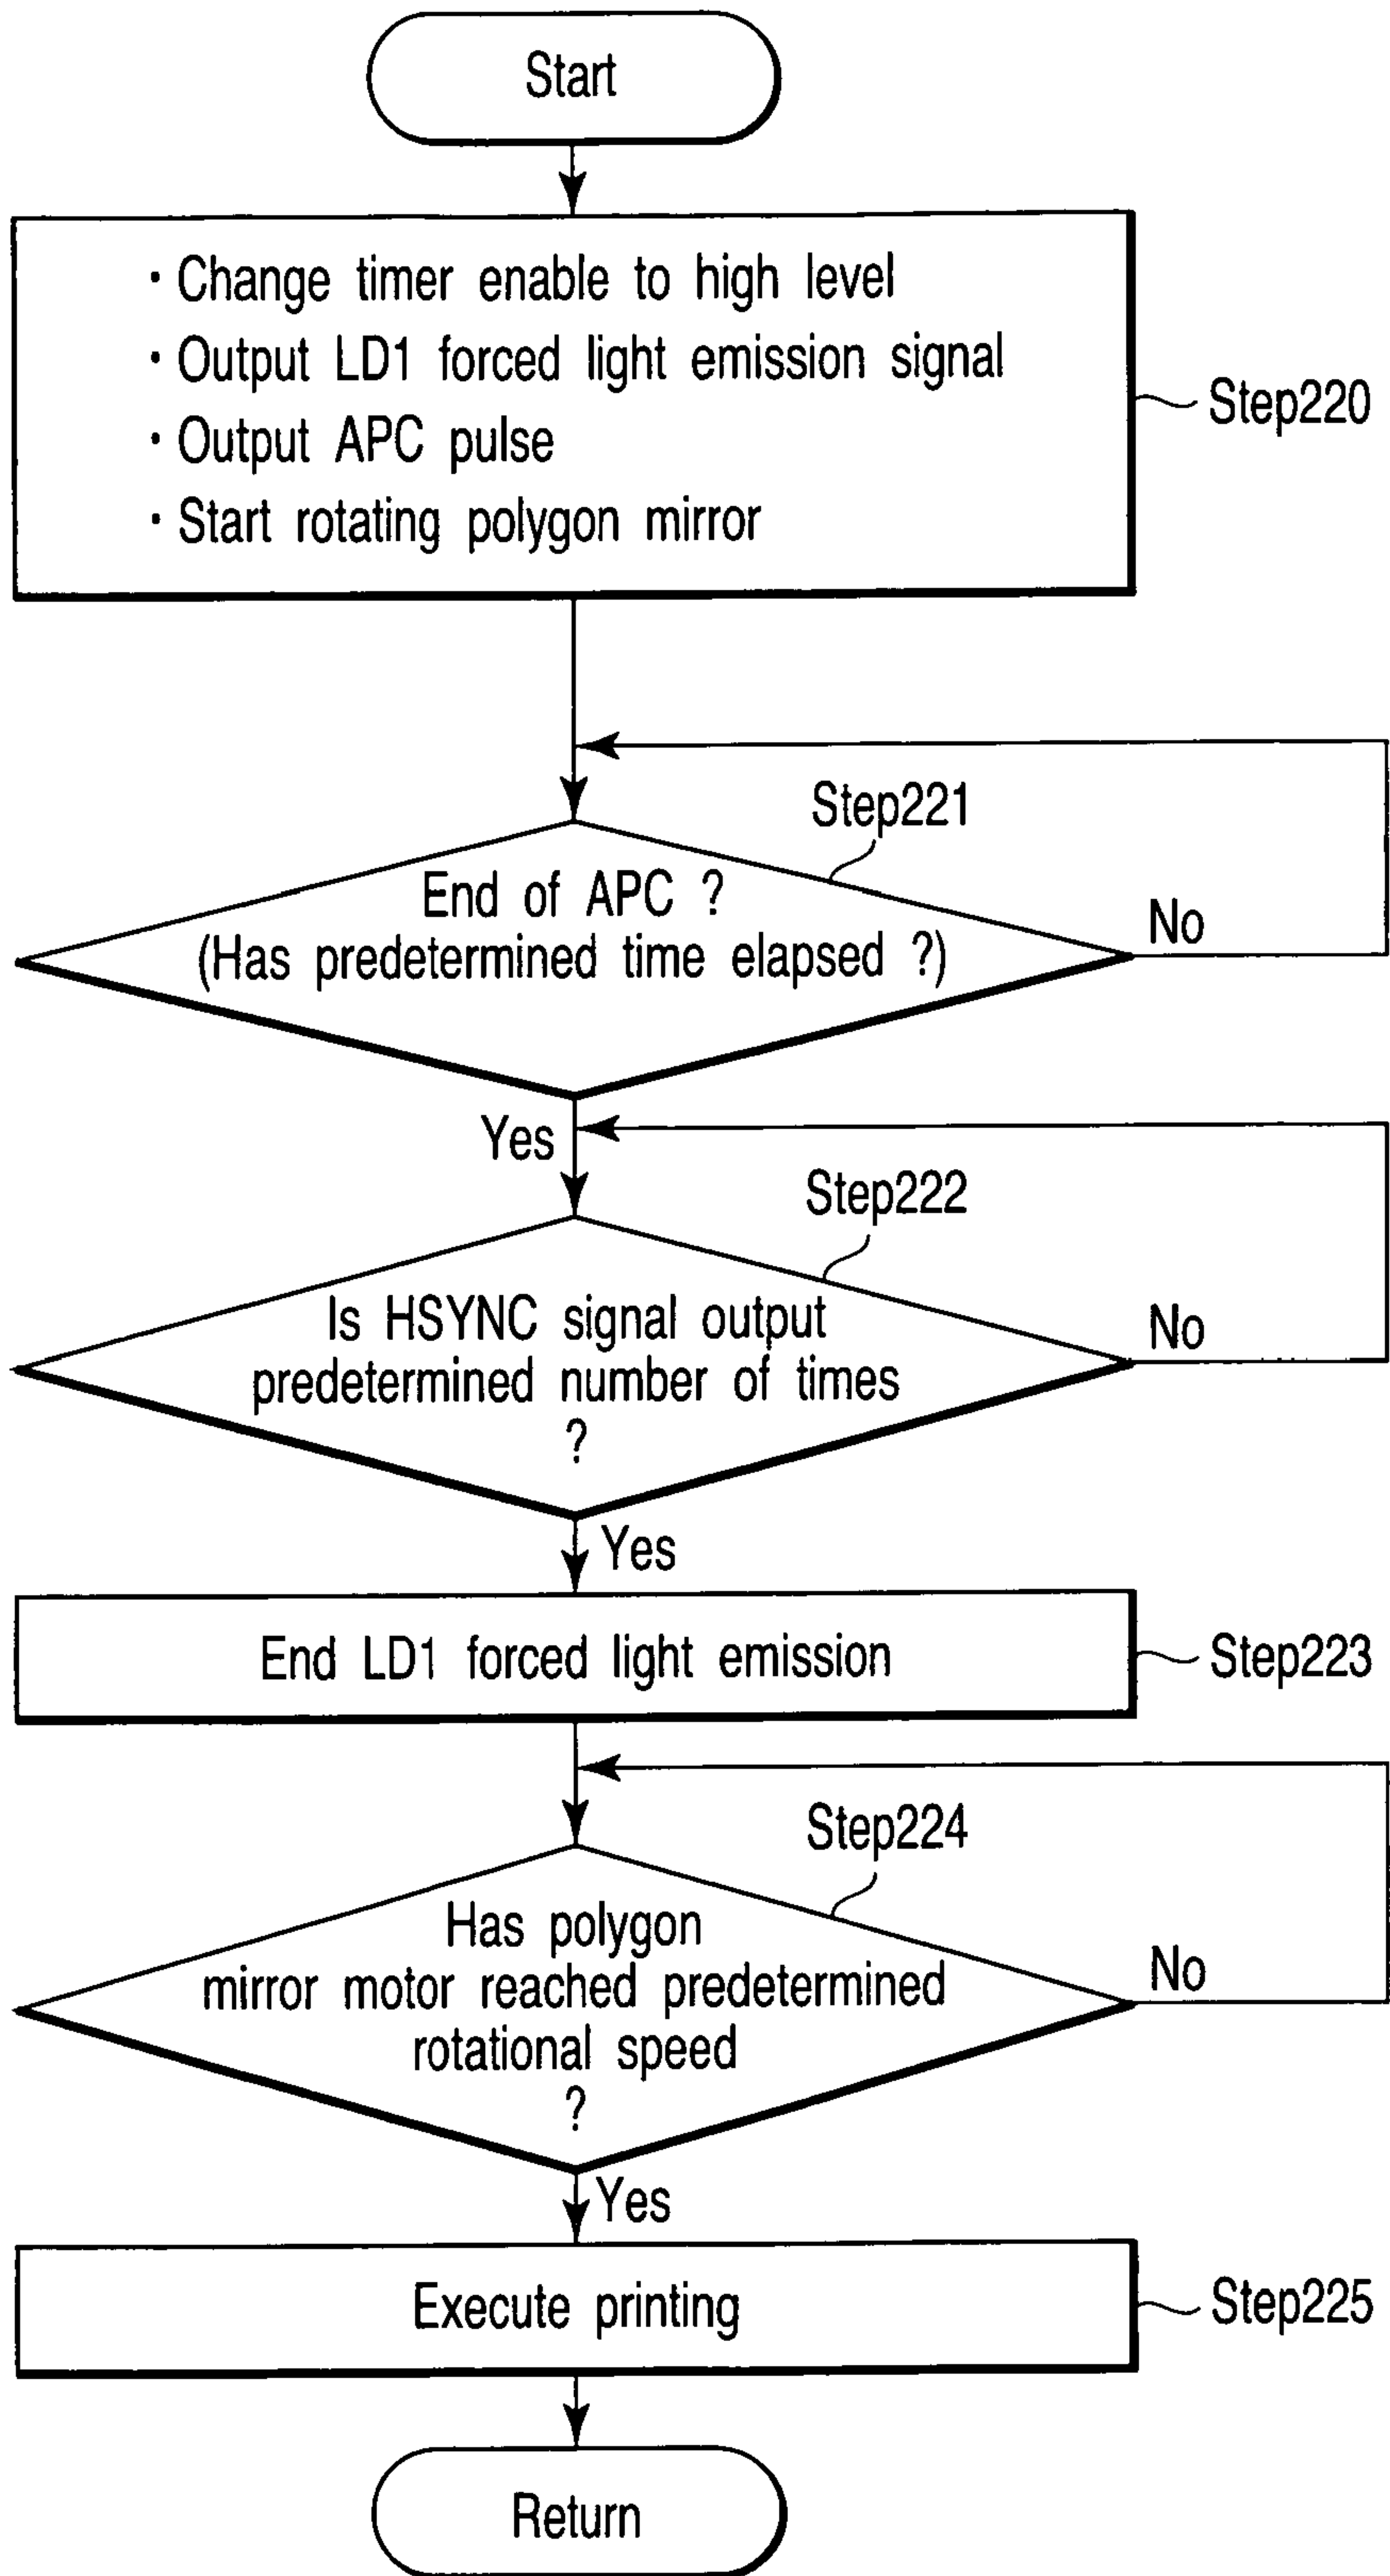 Start
· Change timer enable to high level
· Output LD1 forced light emission signal
· Output APC pulse
· Start rotating polygon mirror
Step220
Step221
End of APC ?
(Has predetermined time elapsed ?)
No
Yes
Step222
Is HSYNC signal output
predetermined number of times
?
No
Yes
End LD1 forced light emission
Step223
Step224
Has polygon
mirror motor reached predetermined
rotational speed
?
No
Yes
Execute printing
Step225
Return